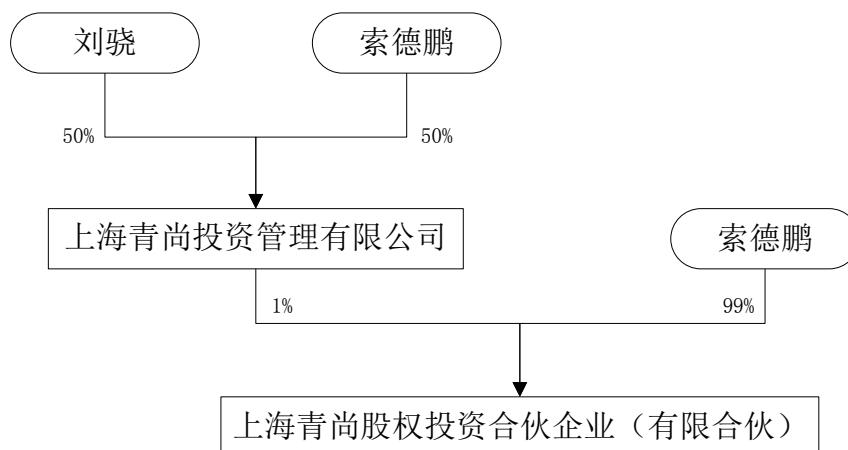 刘骁
索德鹏
50%
50%
上海青尚投资管理有限公司
索德鹏
1%
99%
上海青尚股权投资合伙企业（有限合伙）